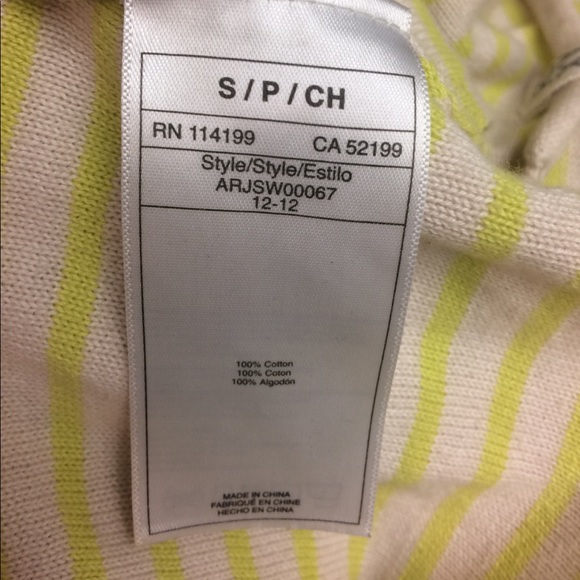 S / P / CH
RN 114199 CA 52199
Style/Style/Estilo
ARJSW00067
12-12
100% Cotton
100% Coton
100% Algodón
MADE IN CHINA
FABRIQUÉ EN CHINE
HECHO EN CHINA